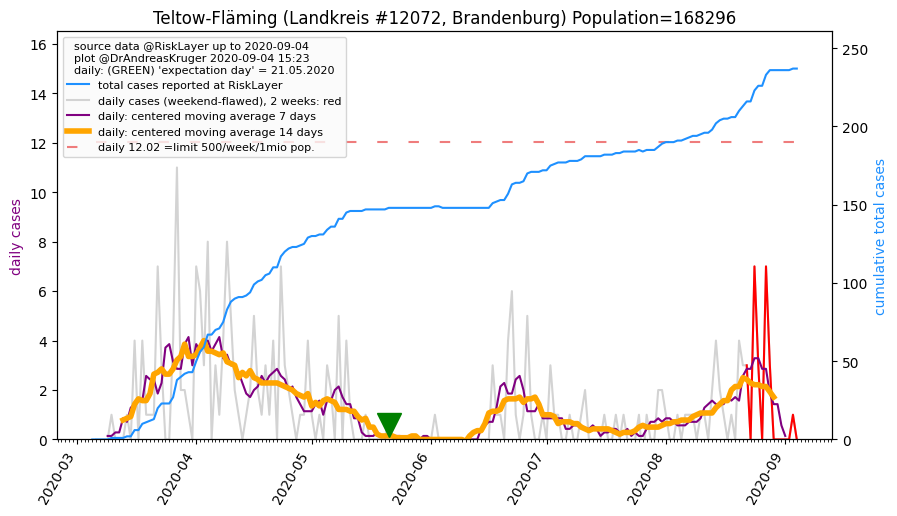 Teltow-Fläming (Landkreis #12072, Brandenburg) Population=168296
source data @RiskLayer up to 2020-09-04
plot @DrAndreasKruger 2020-09-04 15:23
daily: (GREEN) 'expectation day' = 21.05.2020
total cases reported at RiskLayer
daily cases (weekend-flawed), 2 weeks: red
daily: centered moving average 7 days
daily: centered moving average 14 days
daily 12.02 =limit 500/week/1mio pop.
daily cases
16
14
12
10
8
6
4
2
0
cumulative total cases
250
200
150
100
50
0
2020-03
2020-04
2020-05
2020-06
2020-07
2020-08
2020-09